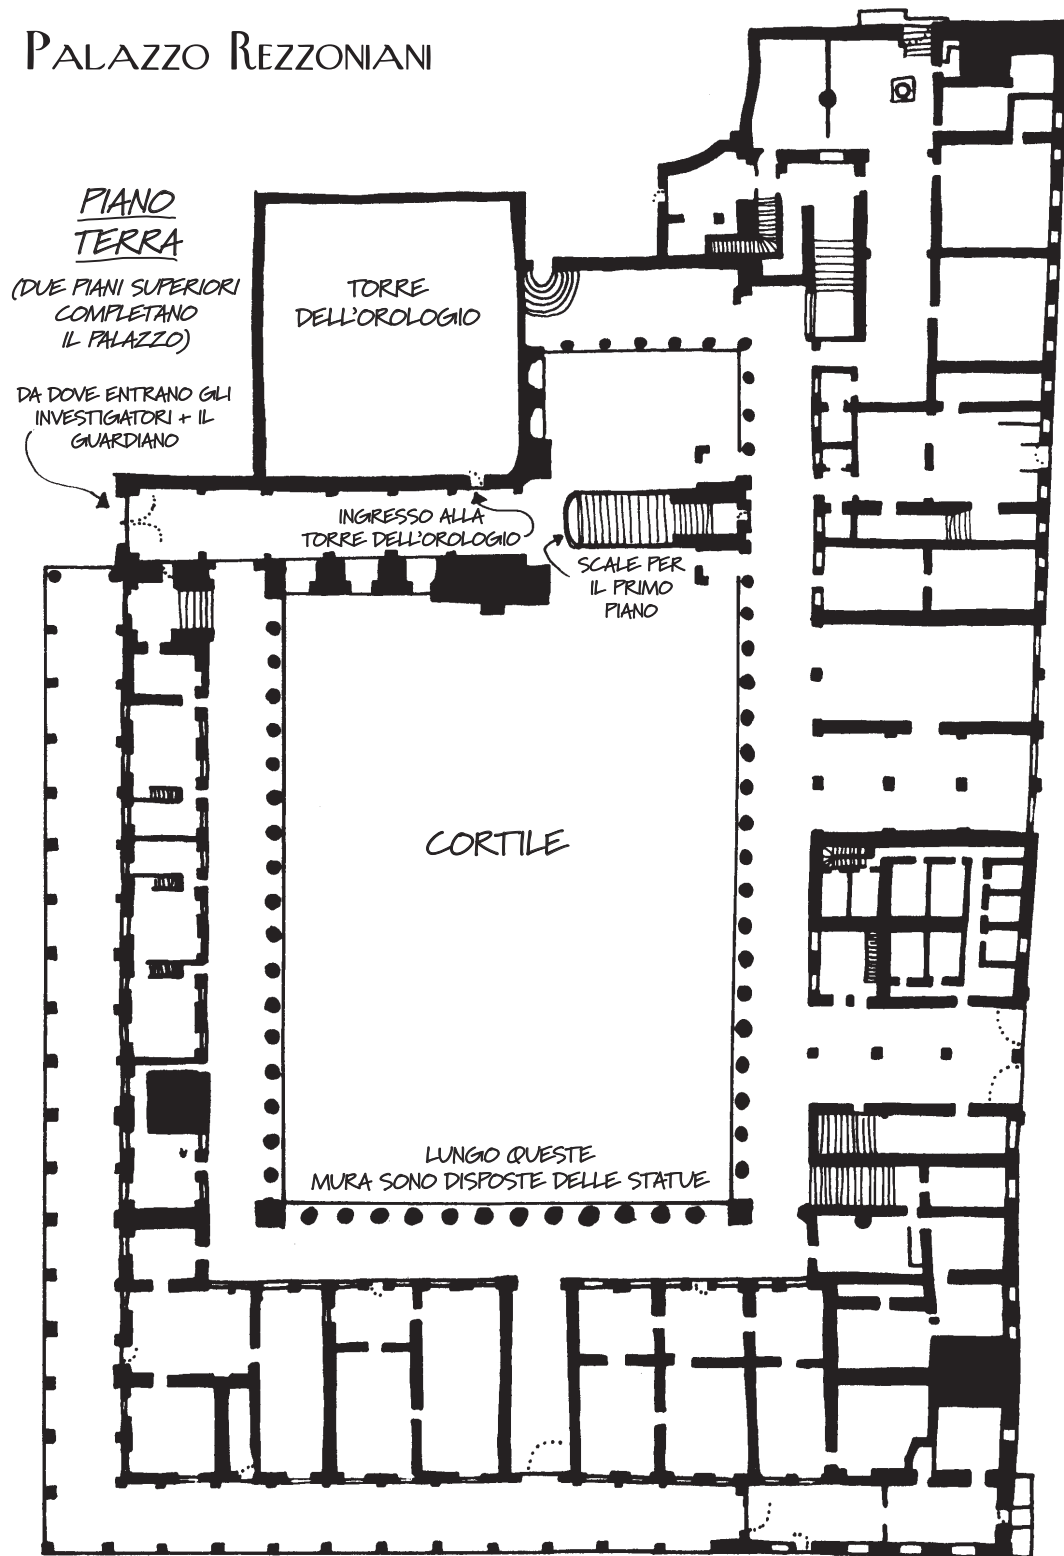 PALAZZO REZZONIANI
PIANO
TERRA
(DUE PIANI SUPERIORI
COMPLETANO
IL PALAZZO)
DA DOVE ENTRANO GLI
INVESTIGATORI + IL
GUARDIANO
TORRE
DELL'OROLOGIO
INGRESSO ALLA
TORRE DELL'OROLOGIO
SCALE PER
IL PRIMO
PIANO
CORTILE
LUNGO QUESTE
MURA SONO DISPOSTE DELLE STATUE